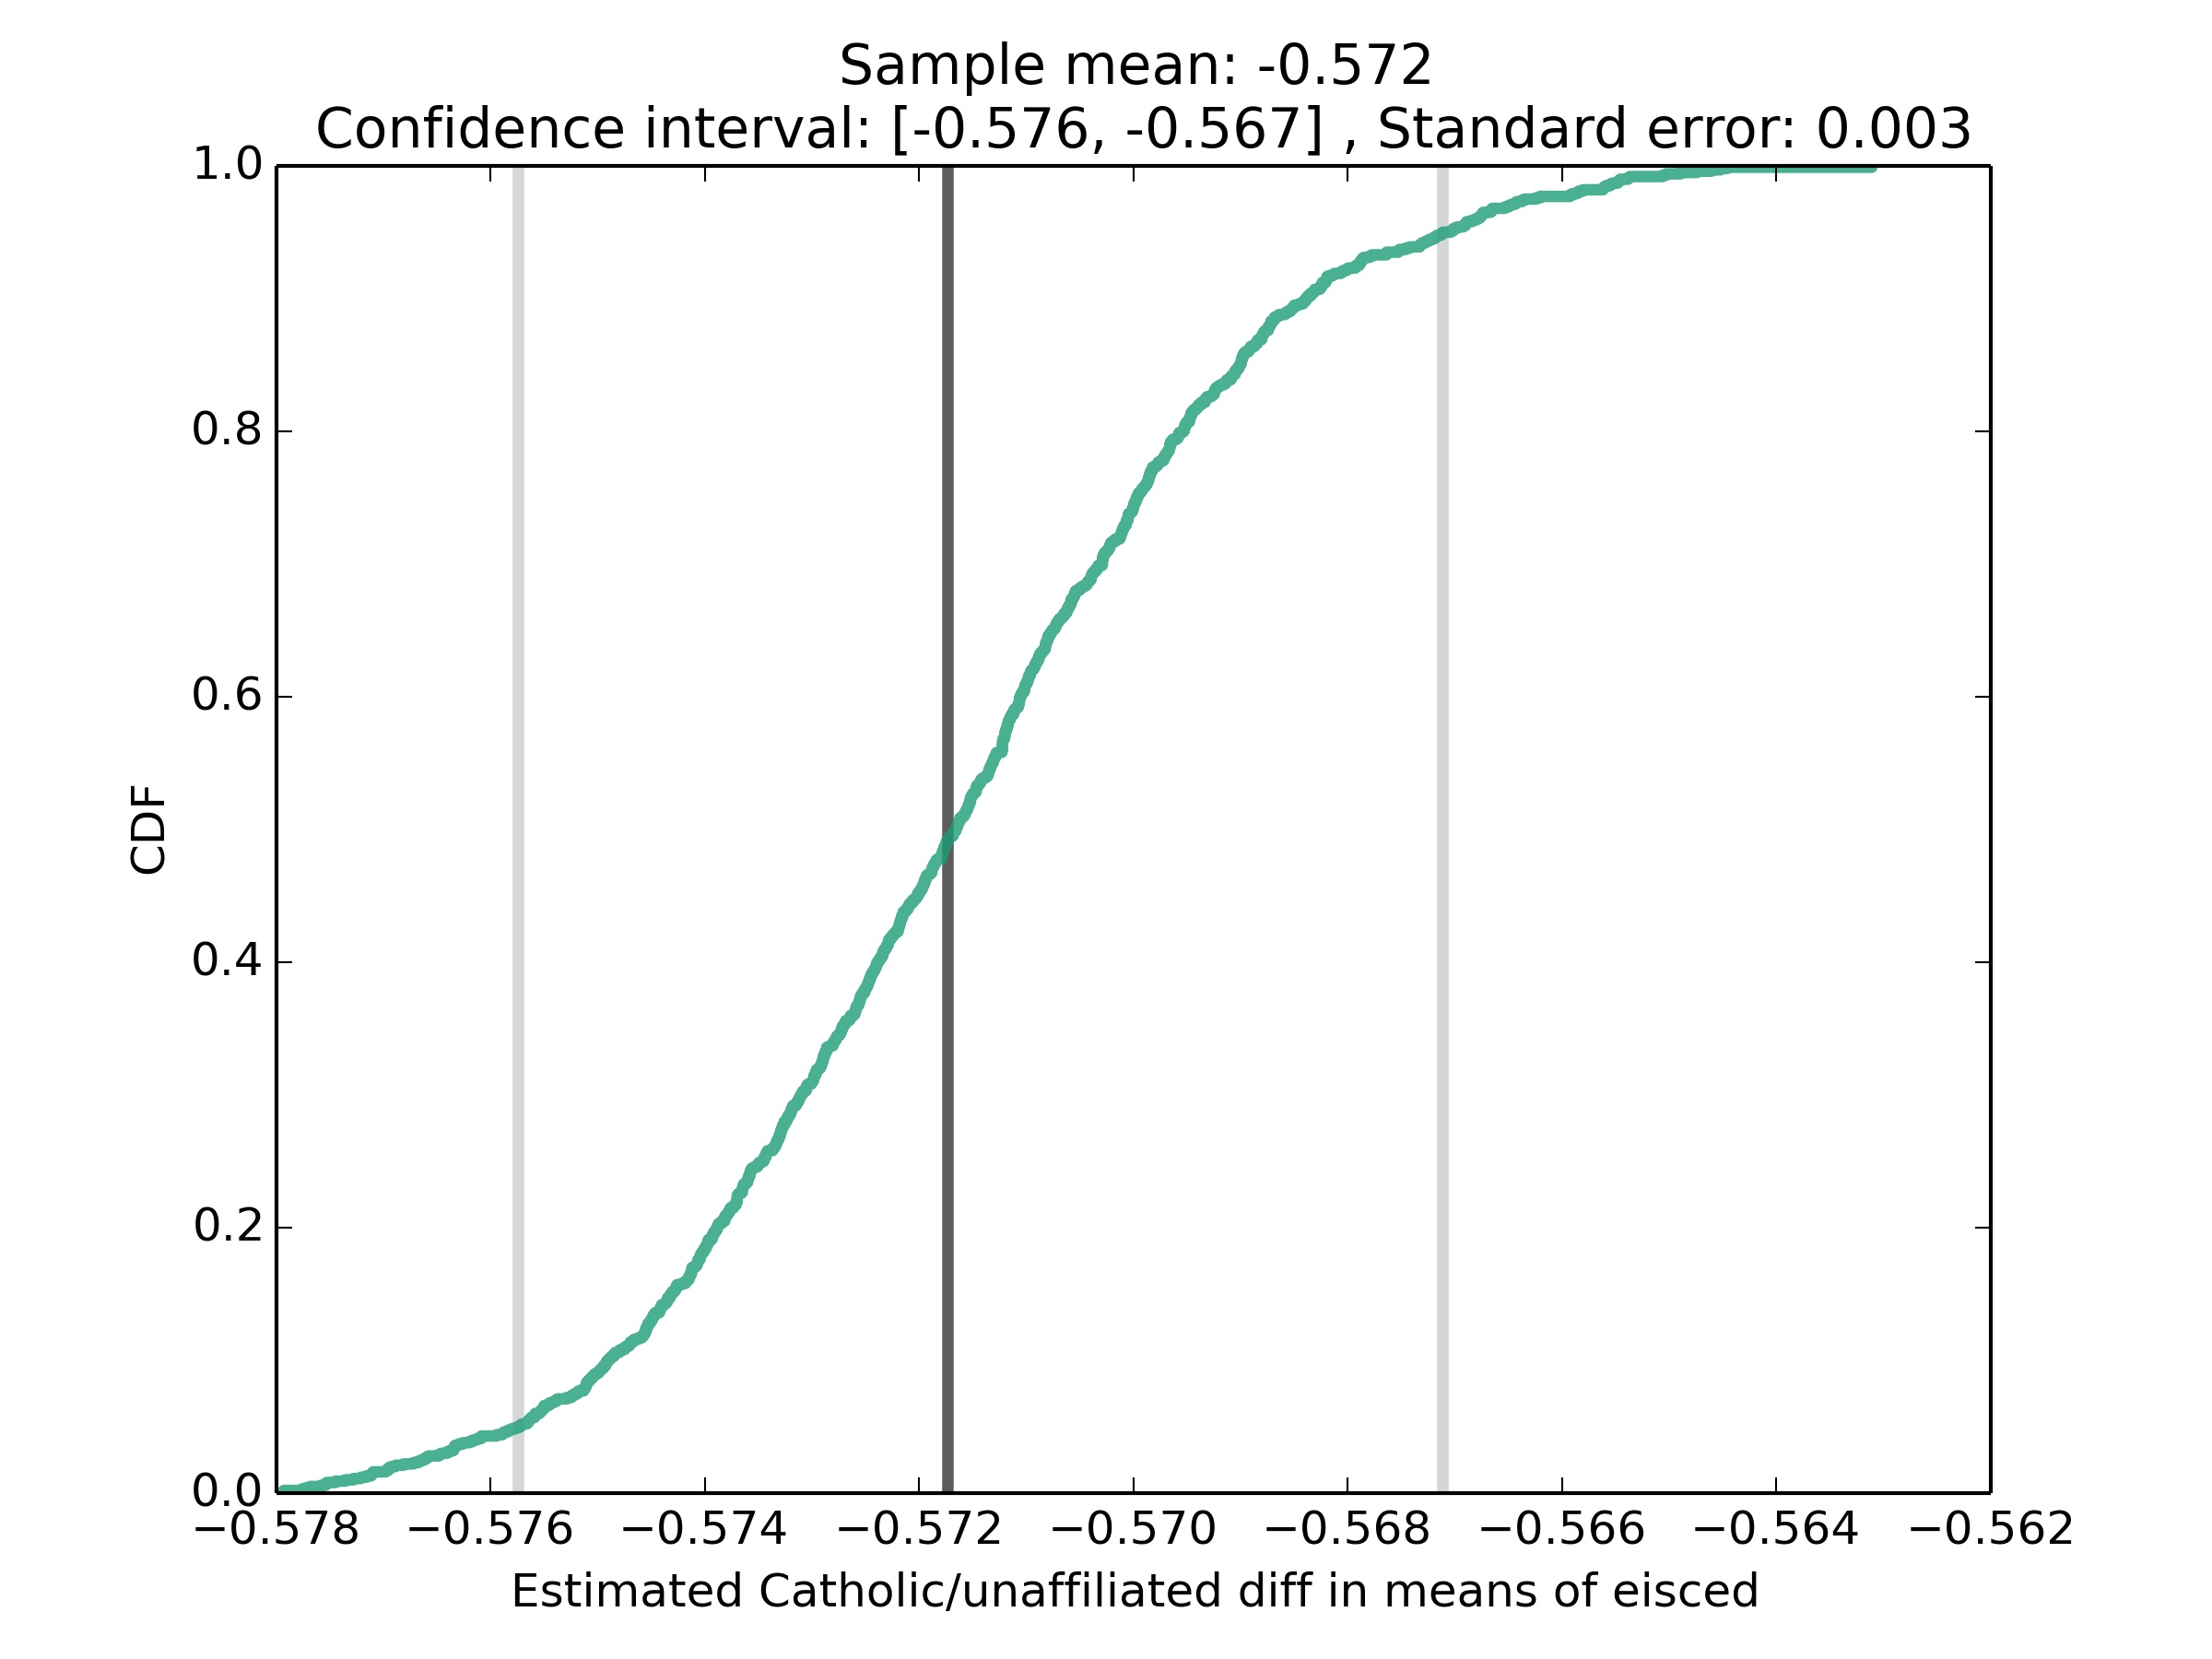 Sample mean: -0.572
Confidence interval: [-0.576, -0.567] , Standard error: 0.003
1.0
0.8
0.6
0.4
0.2
0.0
CDF
−0.578 −0.576 −0.574 −0.572 −0.570 −0.568 −0.566 −0.564 −0.562
Estimated Catholic/unaffiliated diff in means of eisced